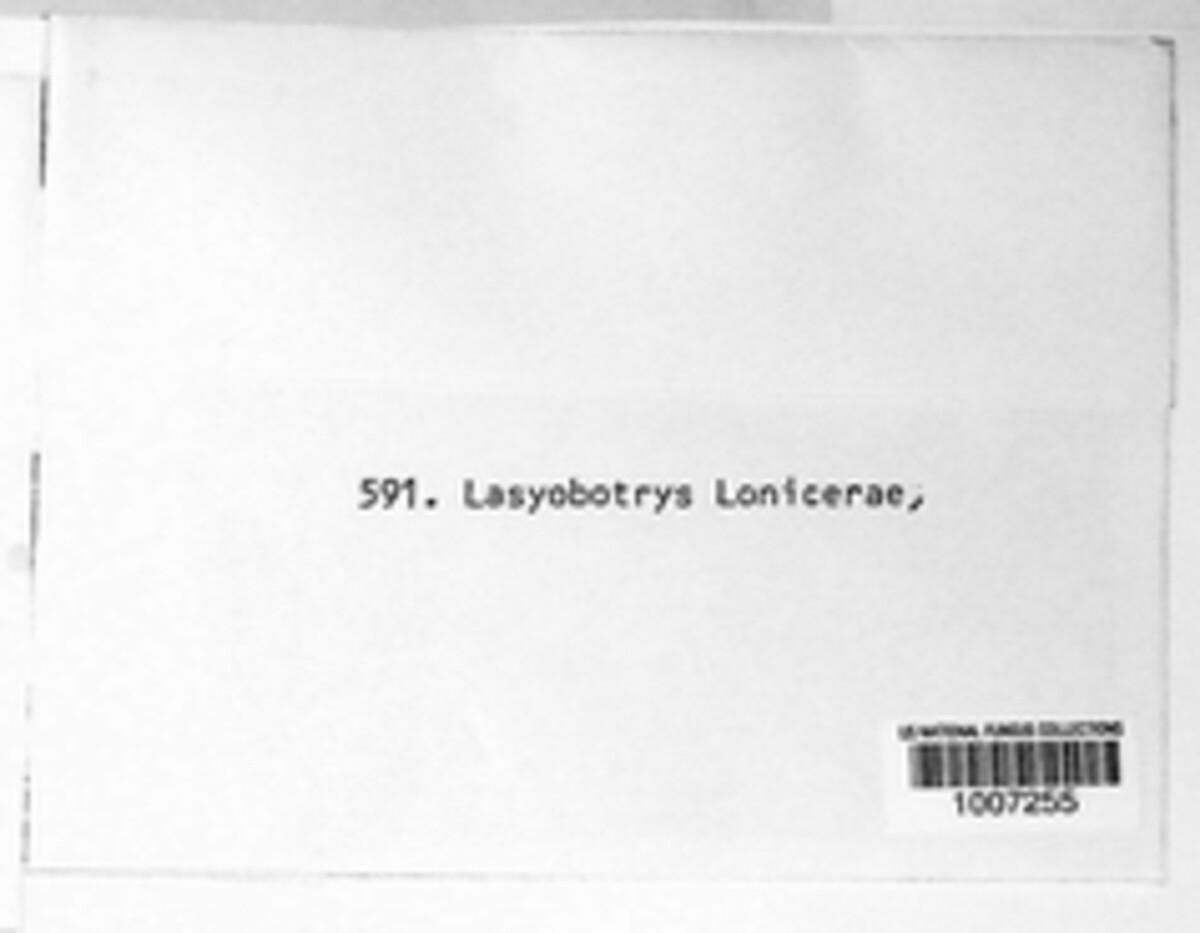 591. Lasyobotrys Lonicerae,
US NATIONAL FUNGUS COLLECTIONS
1007255